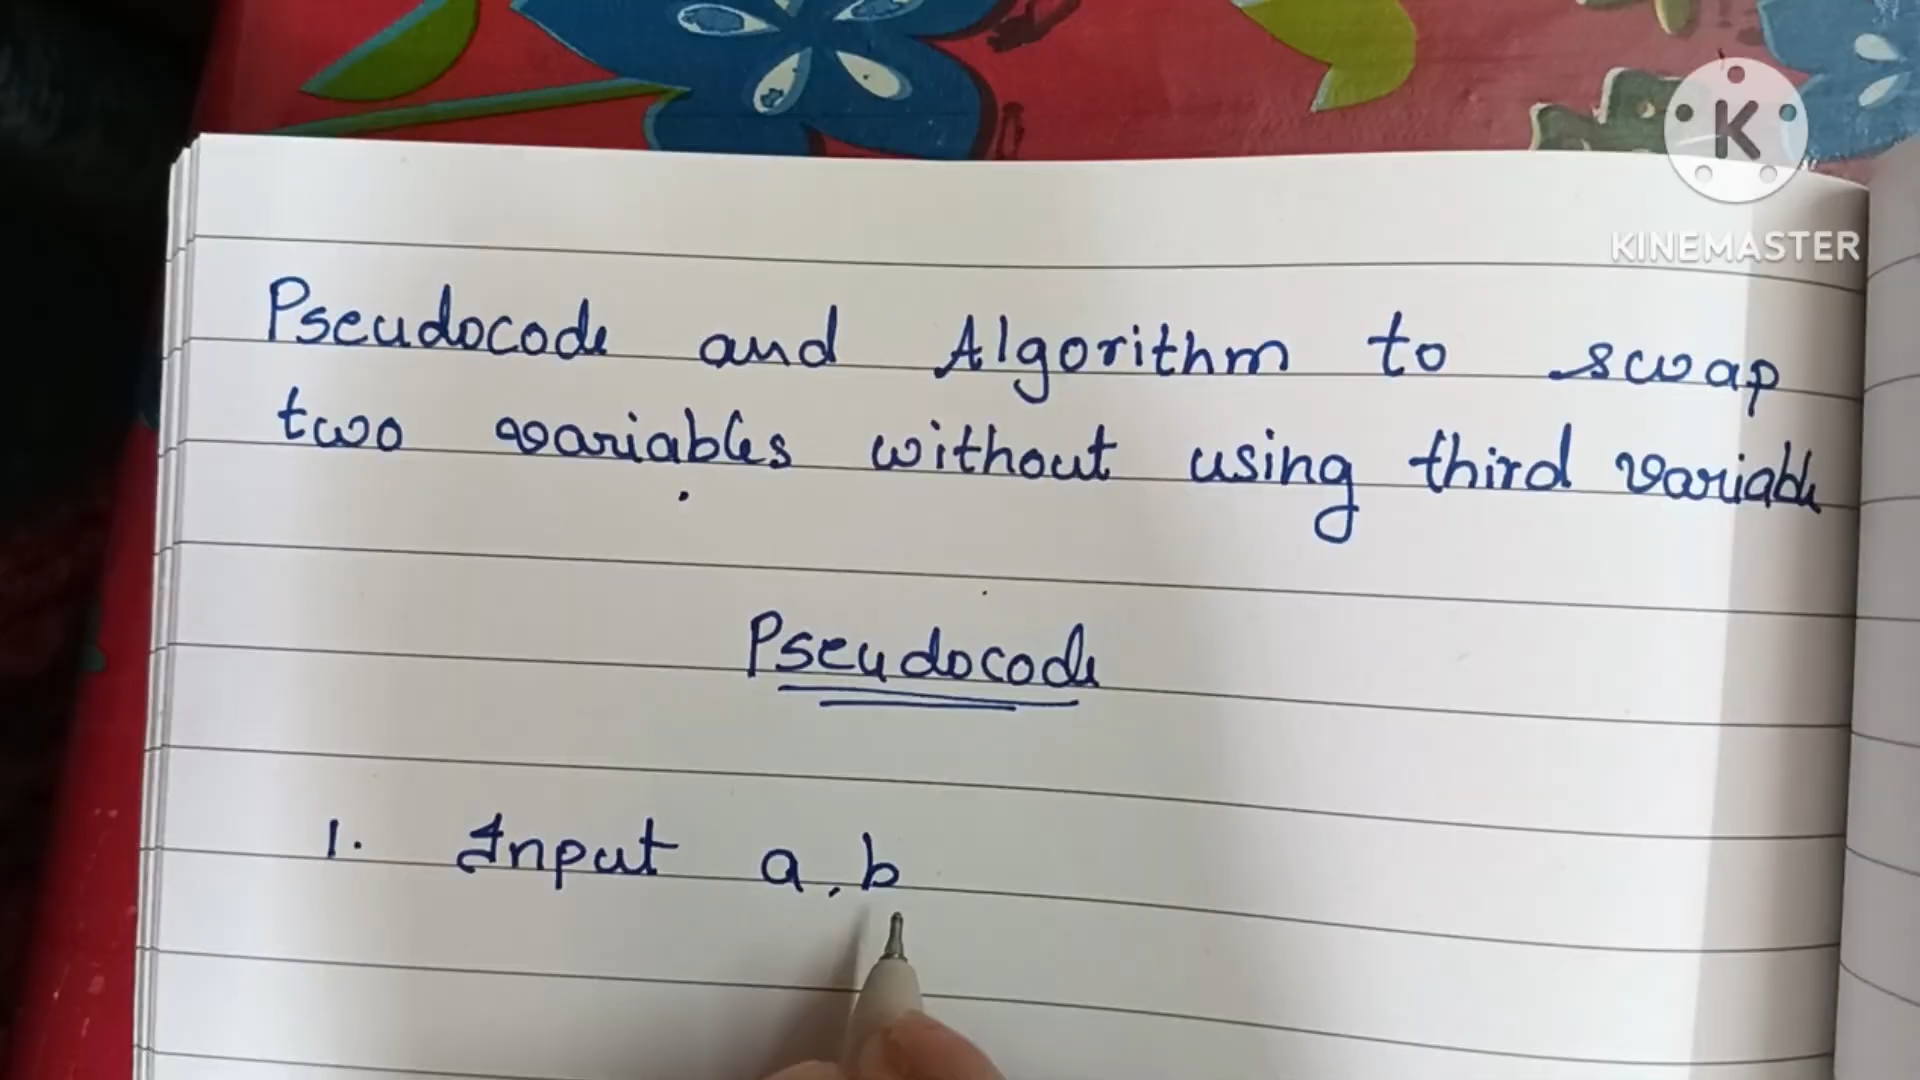 K
KINEMASTER
Pseudocode and Algorithm to swap
two variables without using third variable
Pseudocode
1. Input a, b